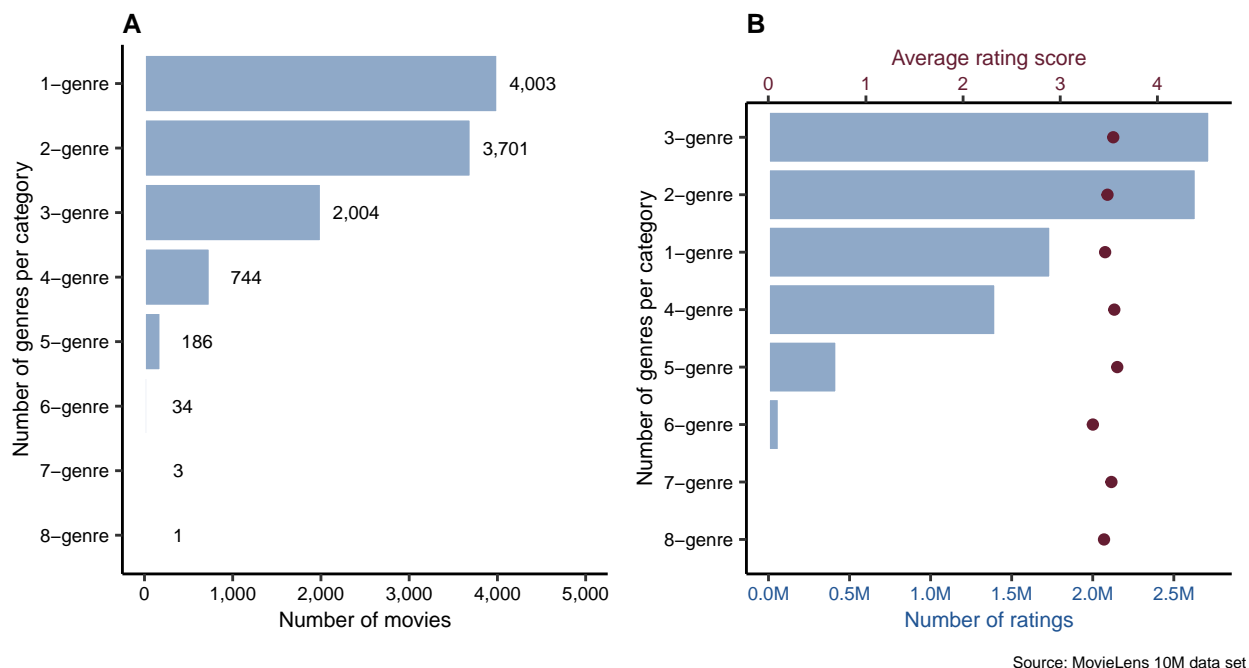 A
1−genre
4,003
2−genre
3,701
3−genre
2,004
4−genre
744
5−genre
186
6−genre
34
7−genre
3
8−genre
1
0 1,000 2,000 3,000 4,000 5,000
Number of movies
Number of genres per category
B
Average rating score
0 1 2 3 4
3−genre
2−genre
1−genre
4−genre
5−genre
6−genre
7−genre
8−genre
0.0M 0.5M 1.0M 1.5M 2.0M 2.5M
Number of ratings
Number of genres per category
Source: MovieLens 10M data set